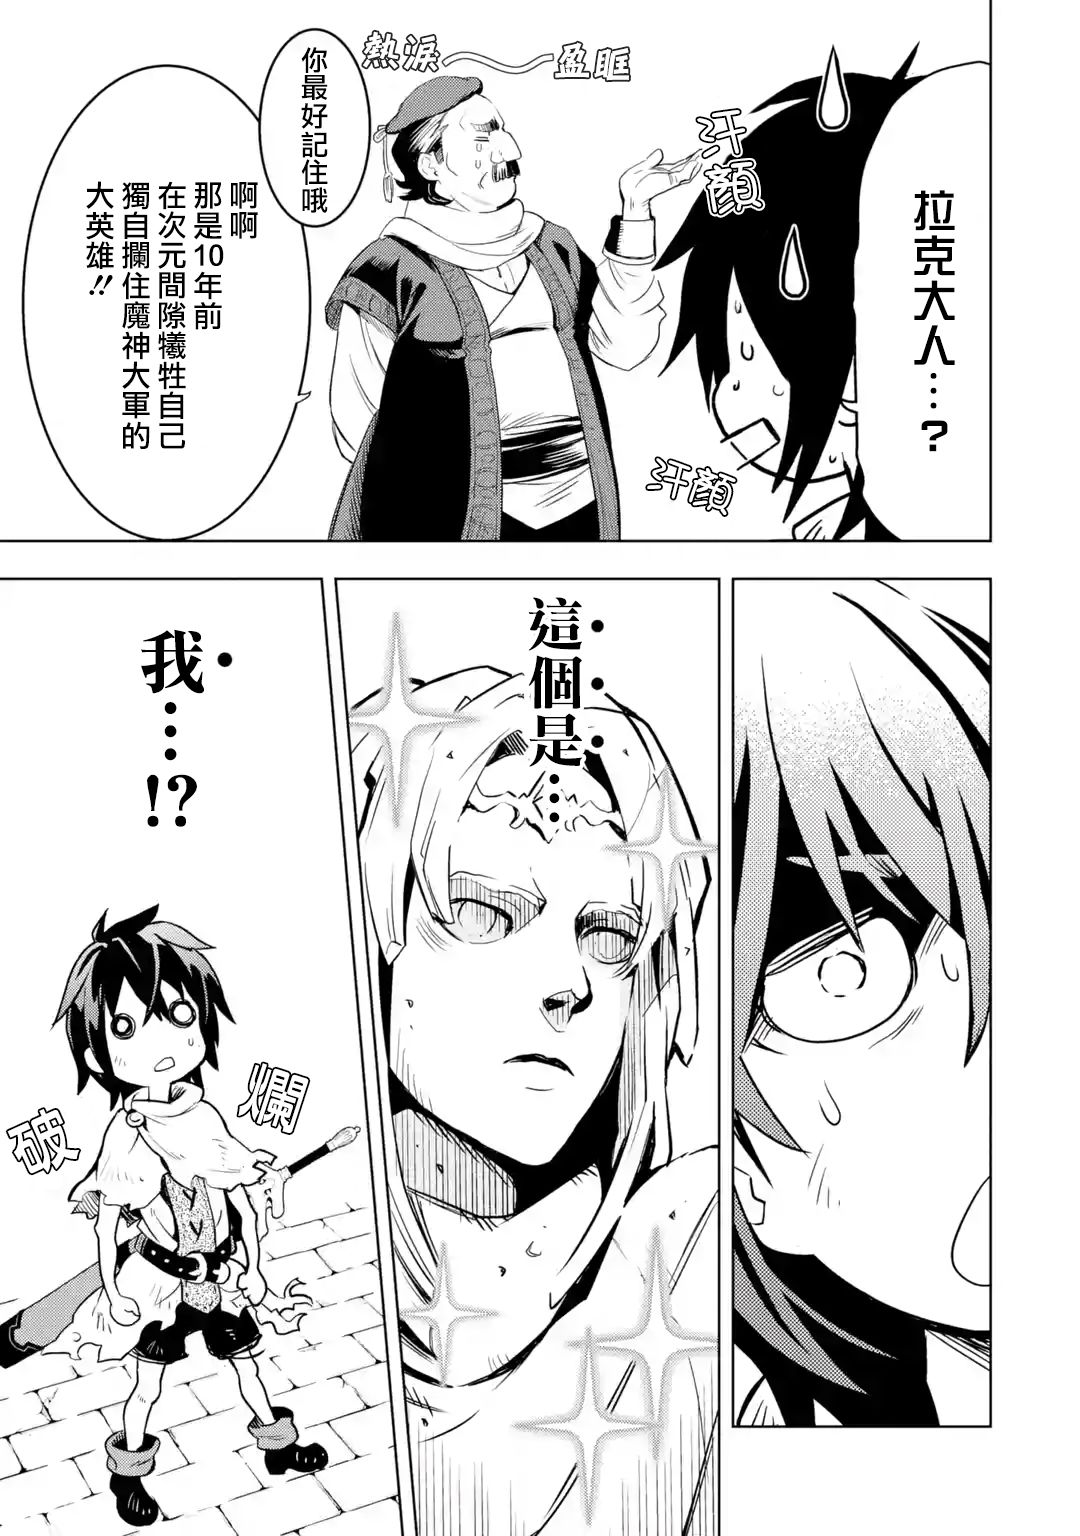 拉克大人…？
汗顏
汗顏
熱淚
盈眶
你最好記住哦
啊啊
那是10年前
在次元間隙犧牲自己
獨自攔住魔神大軍的
大英雄!!
這個是…
我…!?
破
爛